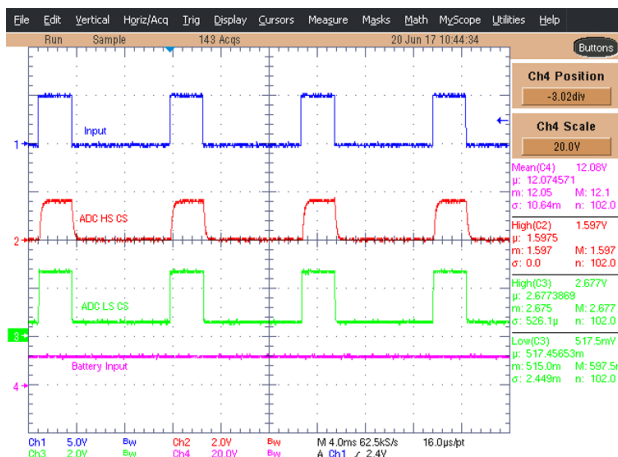 File Edit Vertical Horiz/Acq Trig Display Cursors Measure Masks Math MyScope Utilities Help
Run Sample 143 Acqs 20 Jun 17 10:44:34
Buttons
Ch4 Position
-3.02div
Ch4 Scale
20.0V
Input
1
ADC HS CS
2
ADC LS CS
3
Battery Input
4
Mean(C4) 12.08V
µ: 12.074571
m: 12.05 M: 12.1
σ: 10.64m n: 102.0
High(C2) 1.597V
µ: 1.5975
m: 1.597 M: 1.597
σ: 0.0 n: 102.0
High(C3) 2.677V
µ: 2.6773869
m: 2.675 M: 2.677
σ: 526.1µ n: 102.0
Low(C3) 517.5mV
µ: 517.45653m
m: 515.0m M: 597.5m
σ: 2.449m n: 102.0
Ch1 5.0V Bw Ch2 2.0V Bw M 4.0ms 62.5kS/s 16.0µs/pt
Ch3 2.0V Bw Ch4 20.0V Bw A Ch1 ∕ 2.4V